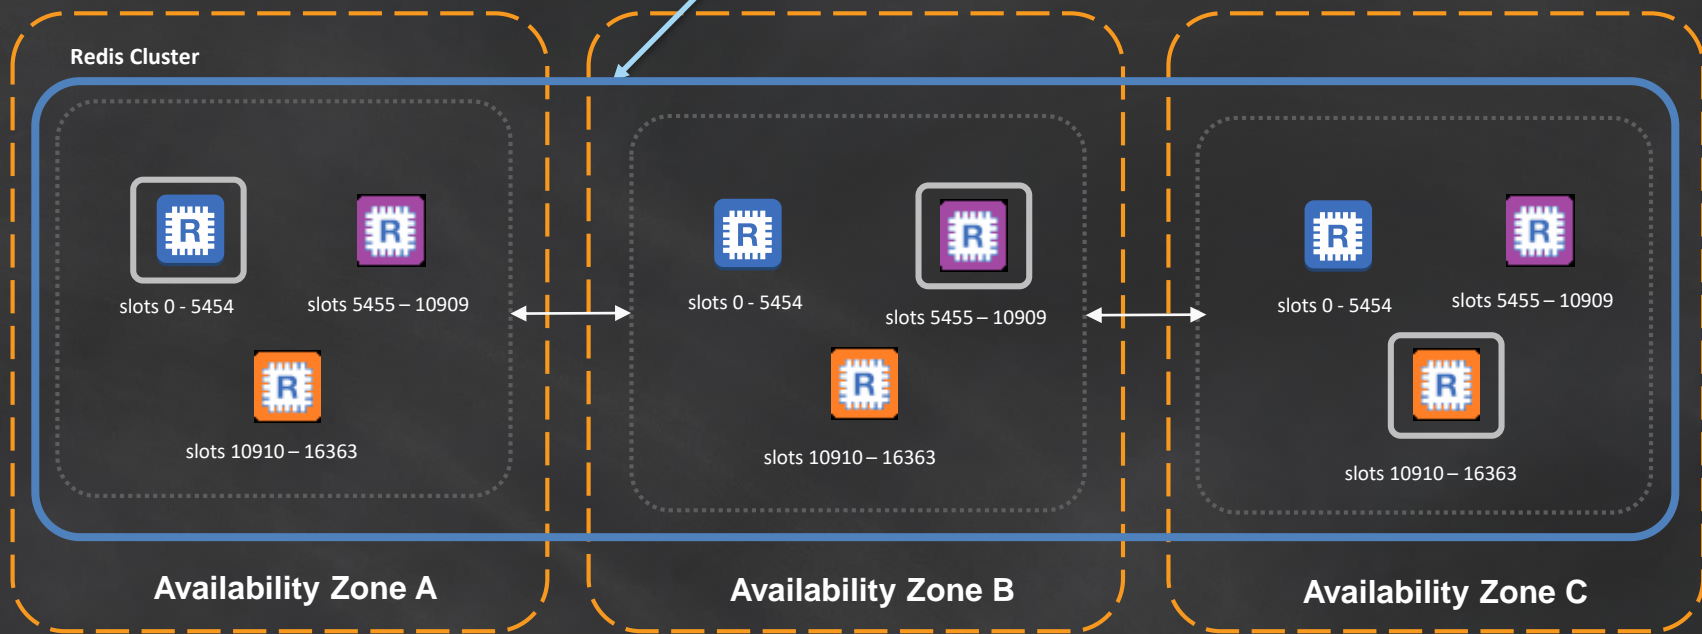 Redis Cluster
R
slots 0 - 5454
R
slots 5455 – 10909
R
slots 10910 – 16363
Availability Zone A
R
slots 0 - 5454
R
slots 5455 – 10909
R
slots 10910 – 16363
Availability Zone B
R
slots 0 - 5454
R
slots 5455 – 10909
R
slots 10910 – 16363
Availability Zone C